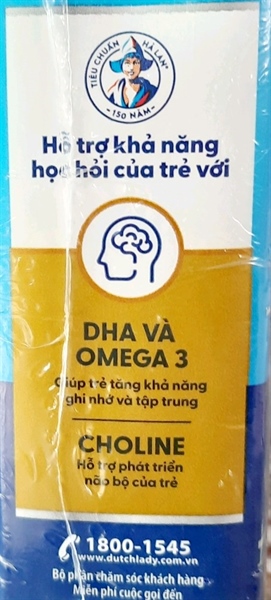 TIÊU CHUẨN HÀ LAN*
150 NĂM
Hỗ trợ khả năng
học hỏi của trẻ với
DHA VÀ
OMEGA 3
Giúp trẻ tăng khả năng
ghi nhớ và tập trung
CHOLINE
Hỗ trợ phát triển
não bộ của trẻ
1800-1545
www.dutchlady.com.vn
Bộ phận chăm sóc khách hàng
Miễn phí cuộc gọi đến